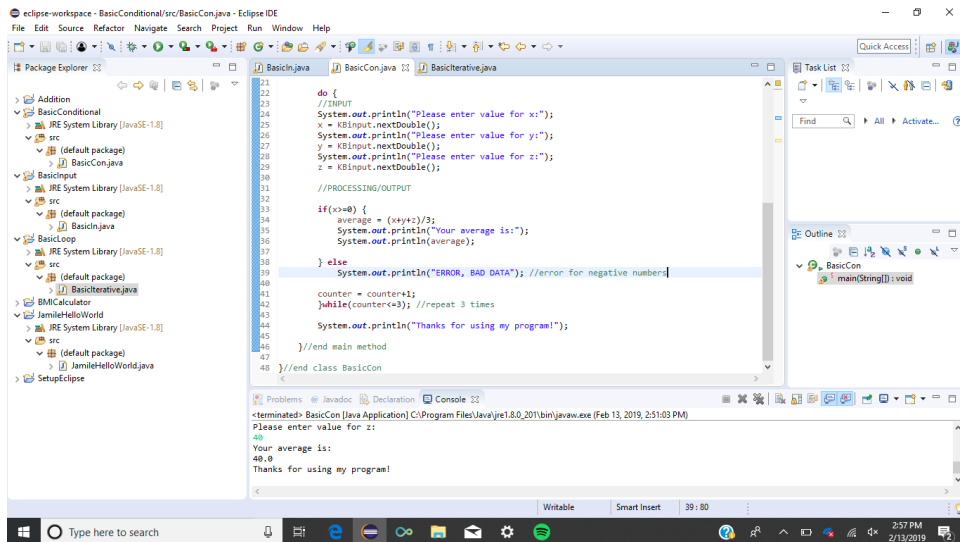 eclipse-workspace - BasicConditional/src/BasicCon.java - Eclipse IDE
File Edit Source Refactor Navigate Search Project Run Window Help
Quick Access
Package Explorer
Addition
BasicConditional
JRE System Library [JavaSE-1.8]
src
(default package)
BasicCon.java
BasicInput
JRE System Library [JavaSE-1.8]
src
(default package)
BasicIn.java
BasicLoop
JRE System Library [JavaSE-1.8]
src
(default package)
BasicIterative.java
BMICalculator
JamileHelloWorld
JRE System Library [JavaSE-1.8]
src
(default package)
JamileHelloWorld.java
SetupEclipse
BasicIn.java BasicCon.java BasicIterative.java
21
22 do {
23 //INPUT
24 System.out.println("Please enter value for x:");
25 x = KBinput.nextDouble();
26 System.out.println("Please enter value for y:");
27 y = KBinput.nextDouble();
28 System.out.println("Please enter value for z:");
29 z = KBinput.nextDouble();
30
31 //PROCESSING/OUTPUT
32
33 if(x>=0) {
34 average = (x+y+z)/3;
35 System.out.println("Your average is:");
36 System.out.println(average);
37
38 } else
39 System.out.println("ERROR, BAD DATA"); //error for negative numbers
40
41 counter = counter+1;
42 }while(counter<=3); //repeat 3 times
43
44 System.out.println("Thanks for using my program!");
45
46 }//end main method
47
48 }//end class BasicCon
Task List
Find All Activate...
Outline
BasicCon
main(String[]) : void
Problems Javadoc Declaration Console
<terminated> BasicCon [Java Application] C:\Program Files\Java\jre1.8.0_201\bin\javaw.exe (Feb 13, 2019, 2:51:03 PM)
Please enter value for z:
40
Your average is:
40.0
Thanks for using my program!
Writable Smart Insert 39 : 80
Type here to search
2:57 PM
2/13/2019